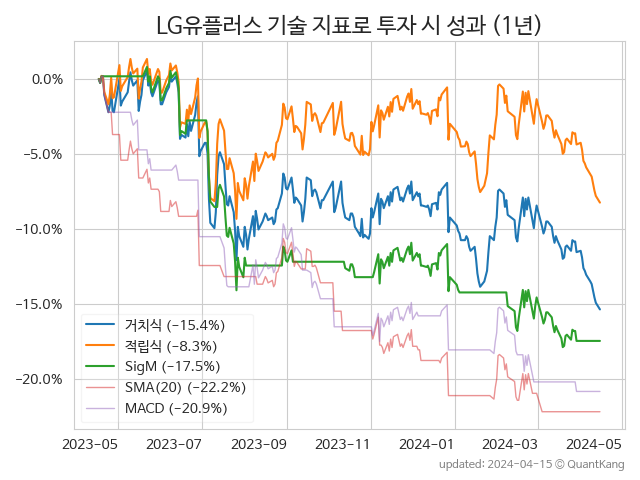 LG유플러스 기술 지표로 투자 시 성과 (1년)
0.0%
−5.0%
−10.0%
−15.0%
−20.0%
거치식 (−15.4%)
적립식 (−8.3%)
SigM (−17.5%)
SMA(20) (−22.2%)
MACD (−20.9%)
2023-05 2023-07 2023-09 2023-11 2024-01 2024-03 2024-05
updated: 2024-04-15 © QuantKang